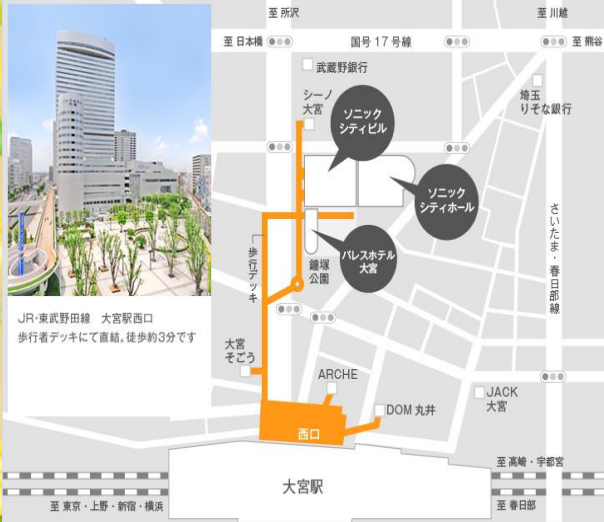 至 所沢
至 川越
至 日本橋
国号 17 号線
至 熊谷
武蔵野銀行
シーノ
大宮
ソニック
シティビル
埼玉
りそな銀行
ソニック
シティホール
さいたま・春日部線
パレスホテル
大宮
歩行デッキ
鐘塚
公園
JR・東武野田線 大宮駅西口
歩行者デッキにて直結。徒歩約3分です
大宮
そごう
ARCHE
DOM 丸井
JACK
大宮
西口
大宮駅
至 高崎・宇都宮
至 東京・上野・新宿・横浜
至 春日部